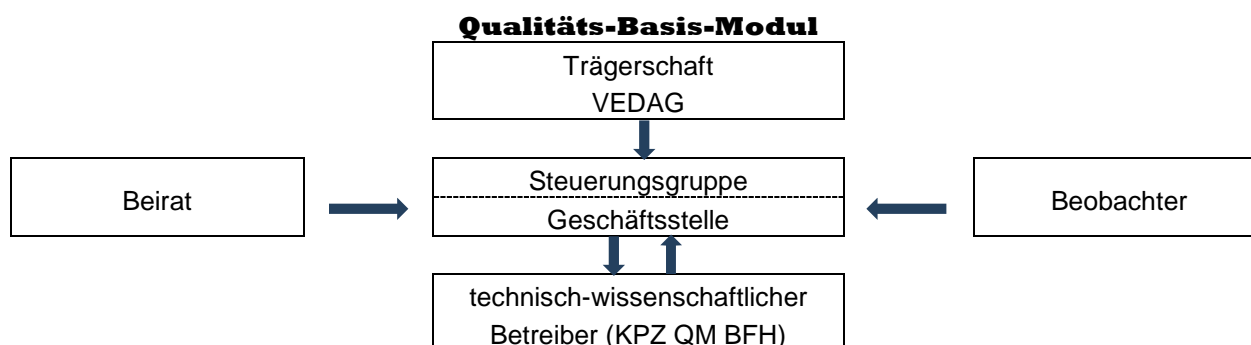 Qualitäts-Basis-Modul
Trägerschaft
VEDAG
Beirat
Steuerungsgruppe
Geschäftsstelle
Beobachter
technisch-wissenschaftlicher
Betreiber (KPZ QM BFH)